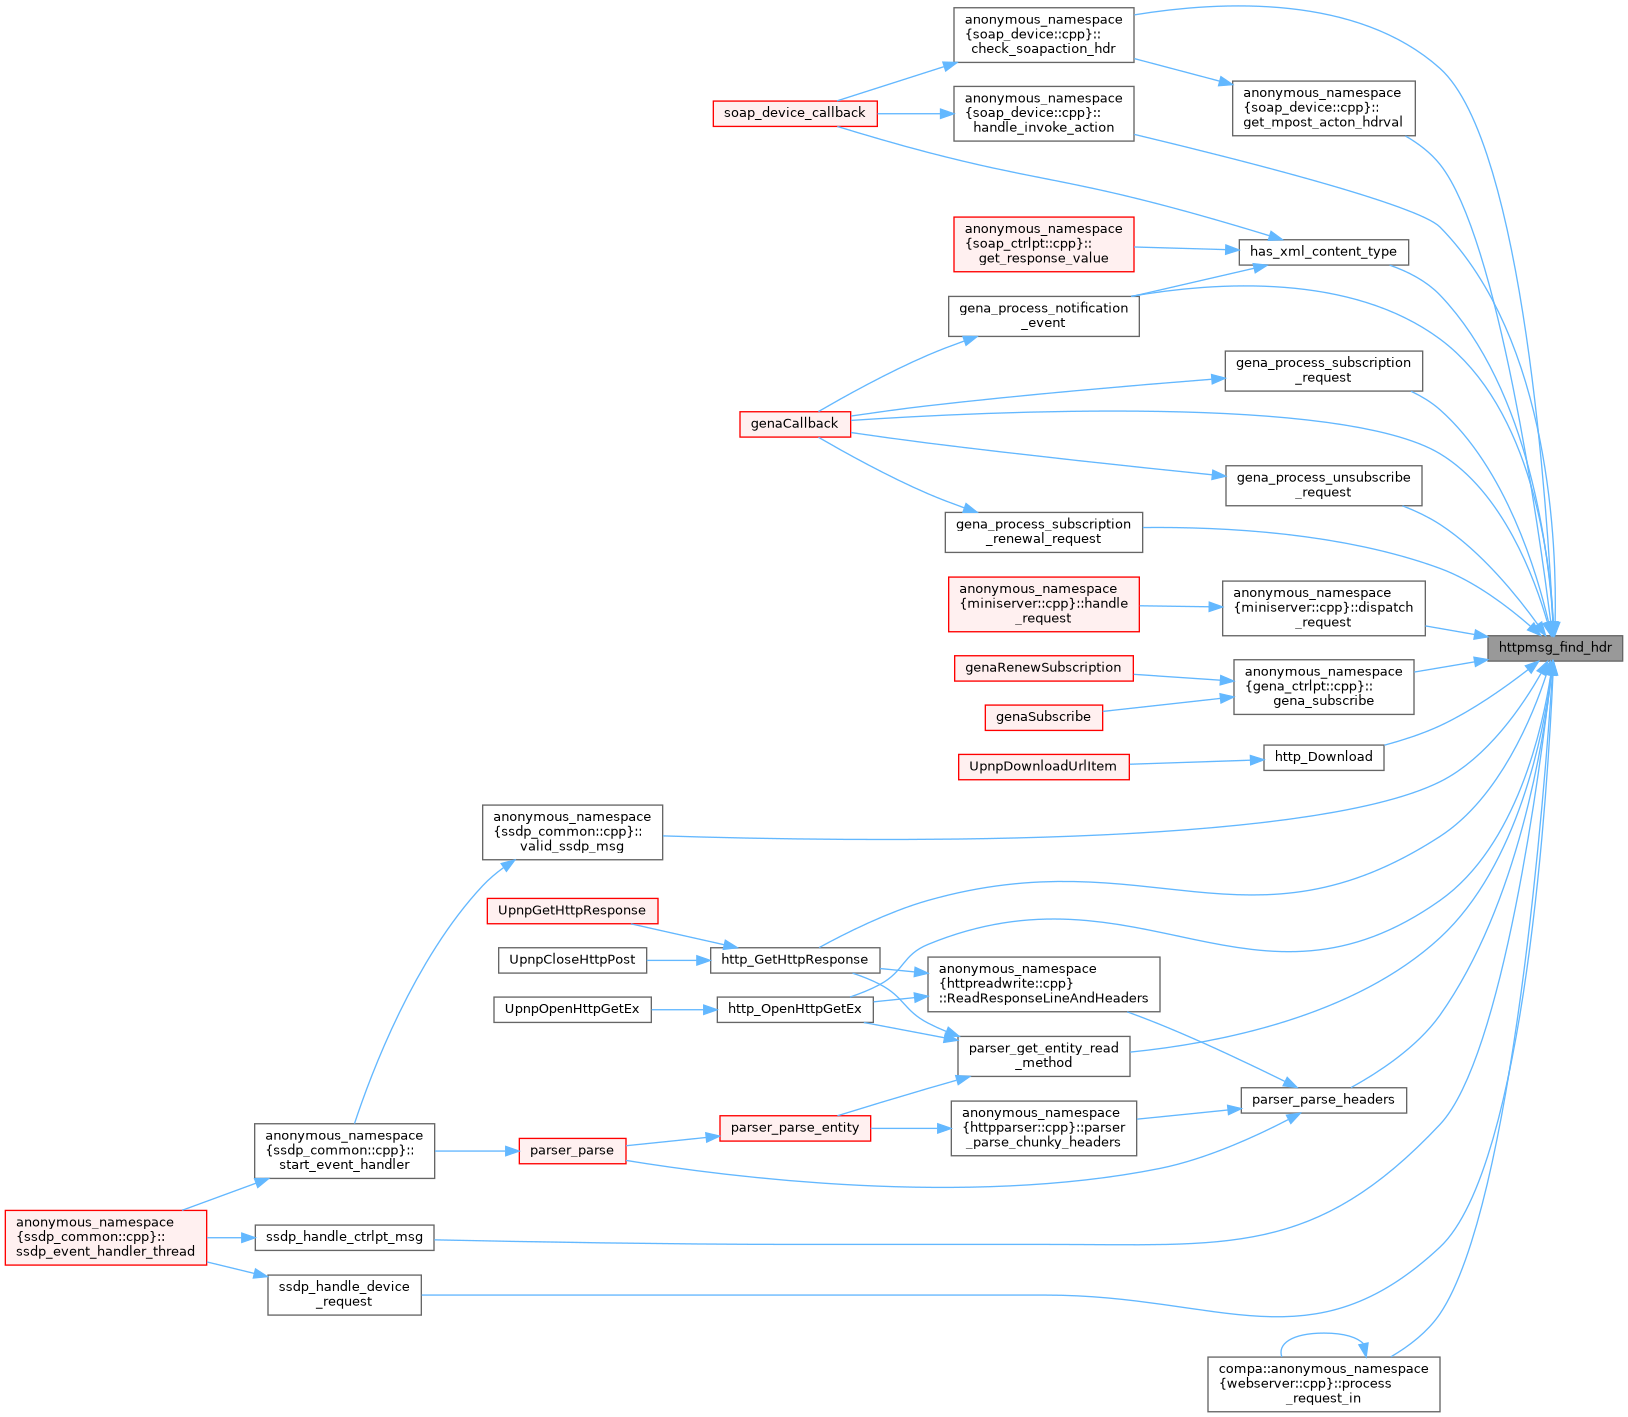 anonymous_namespace
{soap_device::cpp}::
check_soapaction_hdr
anonymous_namespace
{soap_device::cpp}::
get_mpost_acton_hdrval
soap_device_callback
anonymous_namespace
{soap_device::cpp}::
handle_invoke_action
anonymous_namespace
{soap_ctrlpt::cpp}::
get_response_value
has_xml_content_type
gena_process_notification
_event
gena_process_subscription
_request
genaCallback
gena_process_unsubscribe
_request
gena_process_subscription
_renewal_request
anonymous_namespace
{miniserver::cpp}::handle
_request
anonymous_namespace
{miniserver::cpp}::dispatch
_request
httpmsg_find_hdr
genaRenewSubscription
anonymous_namespace
{gena_ctrlpt::cpp}::
gena_subscribe
genaSubscribe
UpnpDownloadUrlItem
http_Download
anonymous_namespace
{ssdp_common::cpp}::
valid_ssdp_msg
UpnpGetHttpResponse
UpnpCloseHttpPost
http_GetHttpResponse
anonymous_namespace
{httpreadwrite::cpp}
::ReadResponseLineAndHeaders
UpnpOpenHttpGetEx
http_OpenHttpGetEx
parser_get_entity_read
_method
parser_parse_headers
anonymous_namespace
{ssdp_common::cpp}::
start_event_handler
parser_parse
parser_parse_entity
anonymous_namespace
{httpparser::cpp}::parser
_parse_chunky_headers
anonymous_namespace
{ssdp_common::cpp}::
ssdp_event_handler_thread
ssdp_handle_ctrlpt_msg
ssdp_handle_device
_request
compa::anonymous_namespace
{webserver::cpp}::process
_request_in